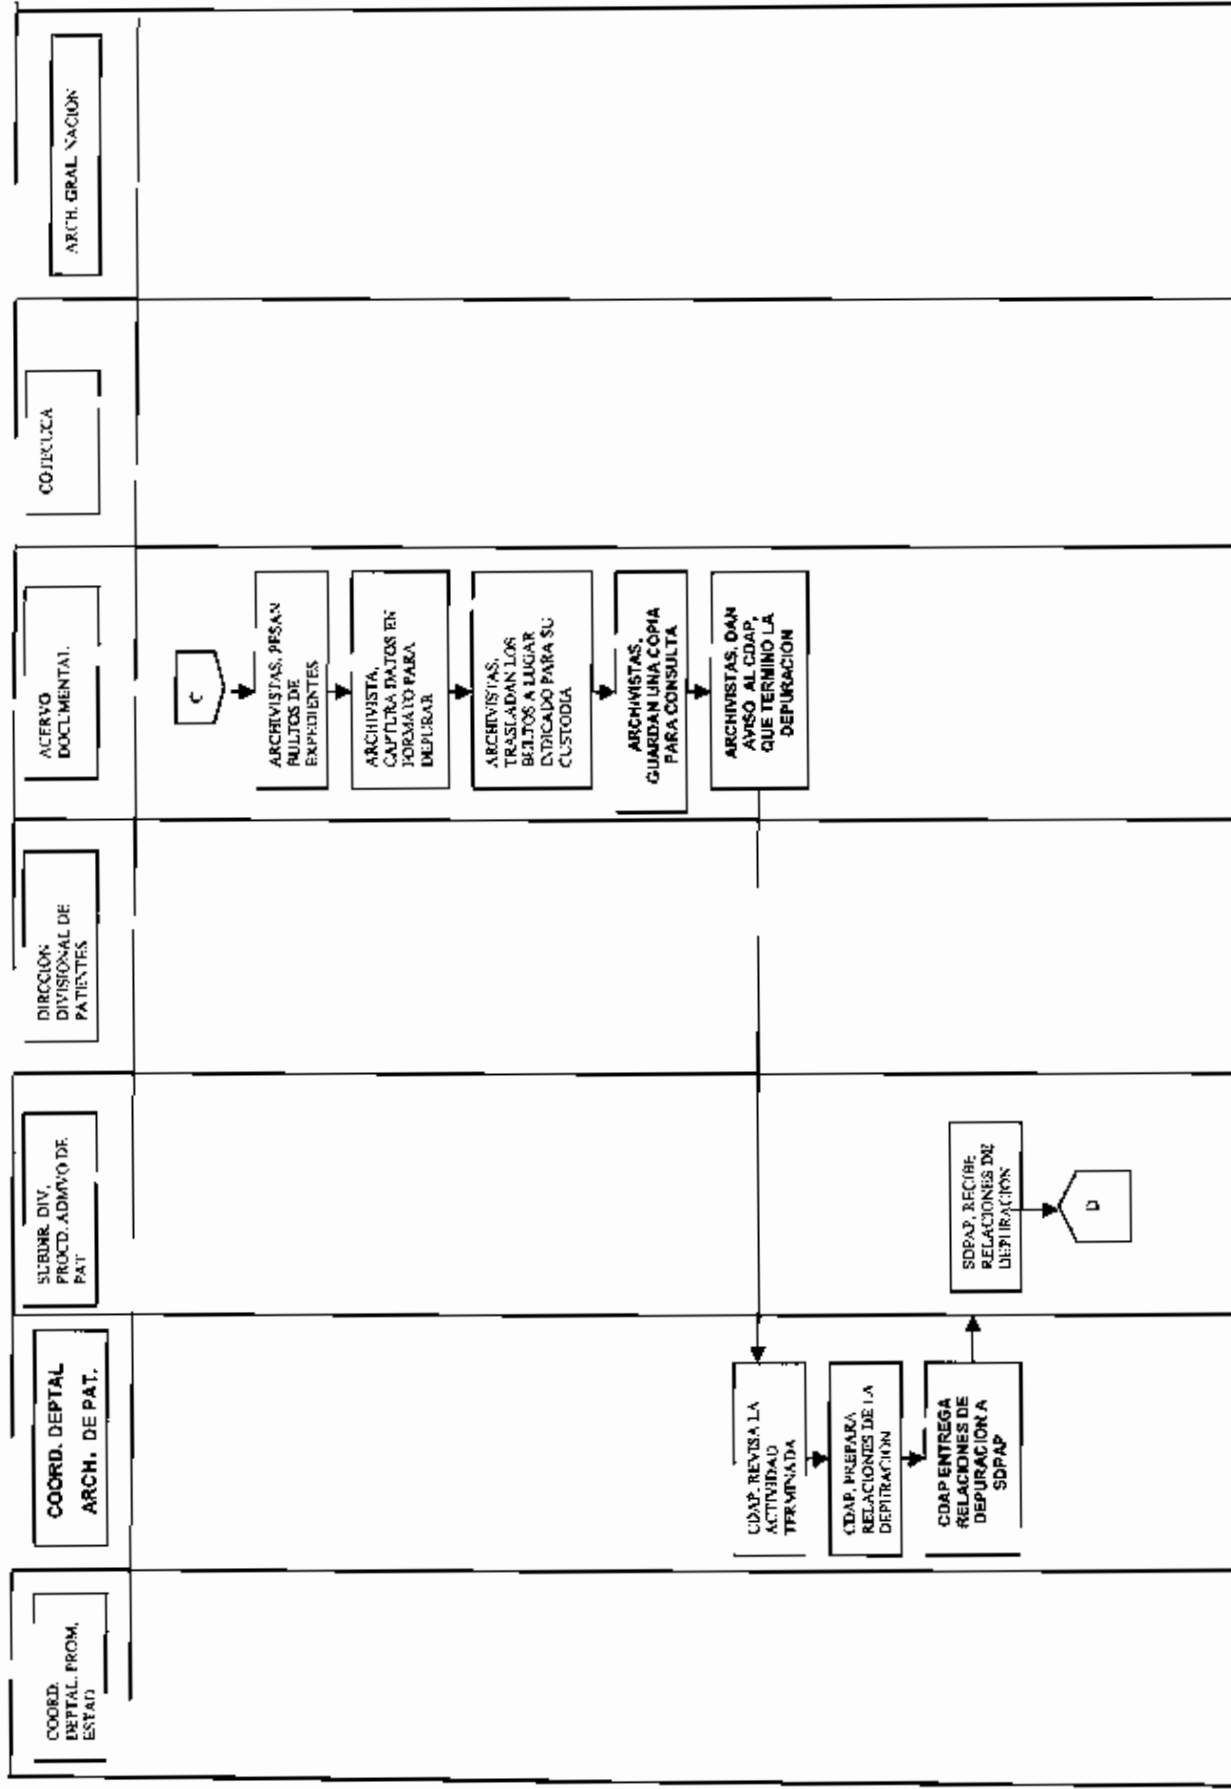 COORD.
DEPTAL. PROM.
ESTAD
COORD. DEPTAL
ARCH. DE PAT.
SUBDIR. DIV.
PROCD. ADMVO DE
PAT
DIRCCION
DIVISIONAL DE
PATENTES
ACERVO
DOCUMENTAL
ARCH. GRAL. NACION
C
ARCHIVISTAS, PESAN
BULTOS DE
EXPEDIENTES
ARCHIVISTA,
CAPTURA DATOS EN
FORMATO PARA
DEPURAR
ARCHIVISTAS,
TRASLADAN LOS
BULTOS A LUGAR
INDICADO PARA SU
CUSTODIA
ARCHIVISTAS,
GUARDAN UNA COPIA
PARA CONSULTA
ARCHIVISTAS, DAN
AVISO AL CDAP,
QUE TERMINO LA
DEPURACION
CDAP, REVISA LA
ACTIVIDAD
TERMINADA
CDAP, PREPARA
RELACIONES DE LA
DEPURACION
CDAP ENTREGA
RELACIONES DE
DEPURACION A
SDPAP
SDPAP, RECIBE
RELACIONES DE
DEPURACION
D